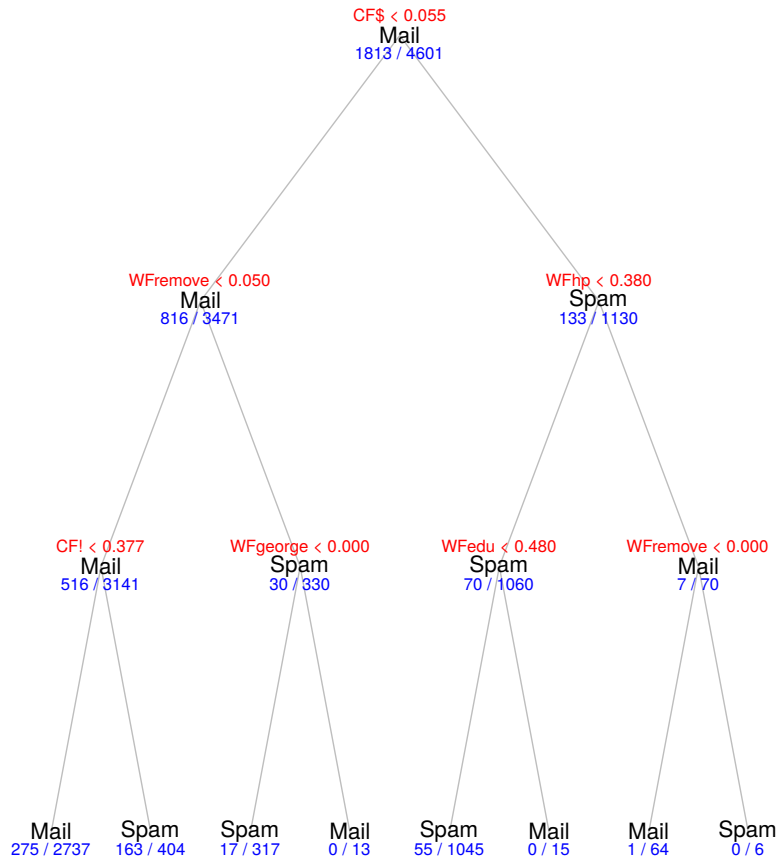 CF$ < 0.055
Mail
1813 / 4601
WFremove < 0.050
Mail
816 / 3471
WFhp < 0.380
Spam
133 / 1130
CF! < 0.377
Mail
516 / 3141
WFgeorge < 0.000
Spam
30 / 330
WFedu < 0.480
Spam
70 / 1060
WFremove < 0.000
Mail
7 / 70
Mail
275 / 2737
Spam
163 / 404
Spam
17 / 317
Mail
0 / 13
Spam
55 / 1045
Mail
0 / 15
Mail
1 / 64
Spam
0 / 6